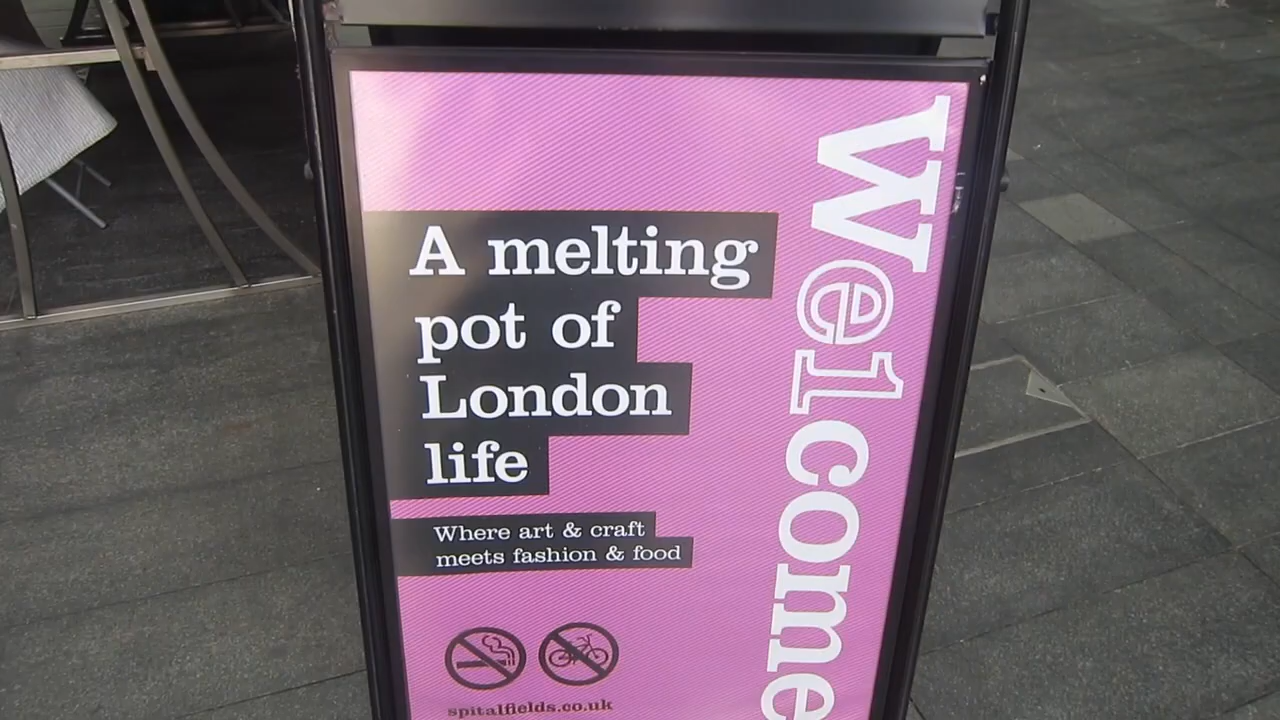 Welcome
A melting
pot of
London
life
Where art & craft
meets fashion & food
spitalfields.co.uk